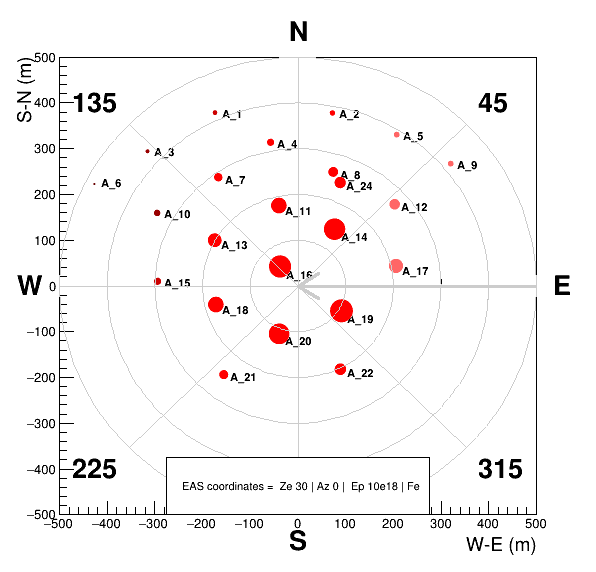 N
S-N (m)
500
135
45
400
A_1
A_2
A_5
A_4
300
A_3
A_9
A_8
A_7
A_24
A_6
200
A_10
A_11
A_12
A_14
100
A_13
A_16
A_17
W
0
A_15
E
A_18
A_19
−100
A_20
−200
A_21
A_22
−300
225
315
−400
EAS coordinates = Ze 30 | Az 0 | Ep 10e18 | Fe
−500
−500 −400 −300 −200 −100 0 100 200 300 400 500
S
W-E (m)